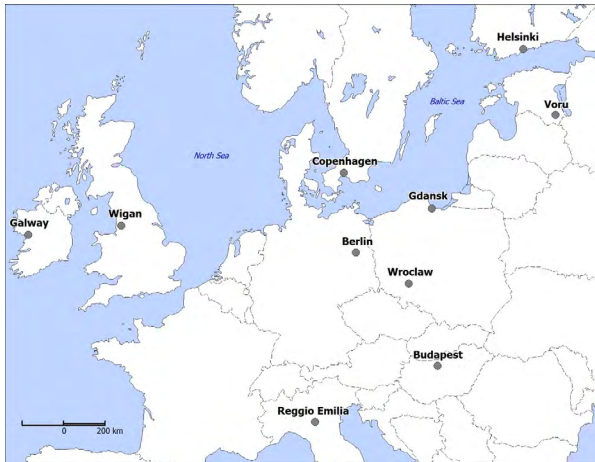 Helsinki
Baltic Sea
Voru
North Sea
Copenhagen
Gdansk
Galway
Wigan
Berlin
Wroclaw
Budapest
Reggio Emilia
0 200 km